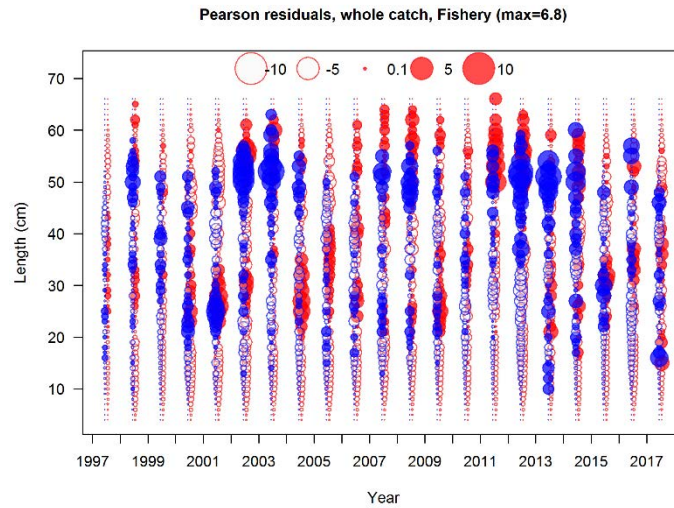 Pearson residuals, whole catch, Fishery (max=6.8)
-10 -5 0.1 5 10
70
60
50
40
30
20
10
Length (cm)
1997 1999 2001 2003 2005 2007 2009 2011 2013 2015 2017
Year